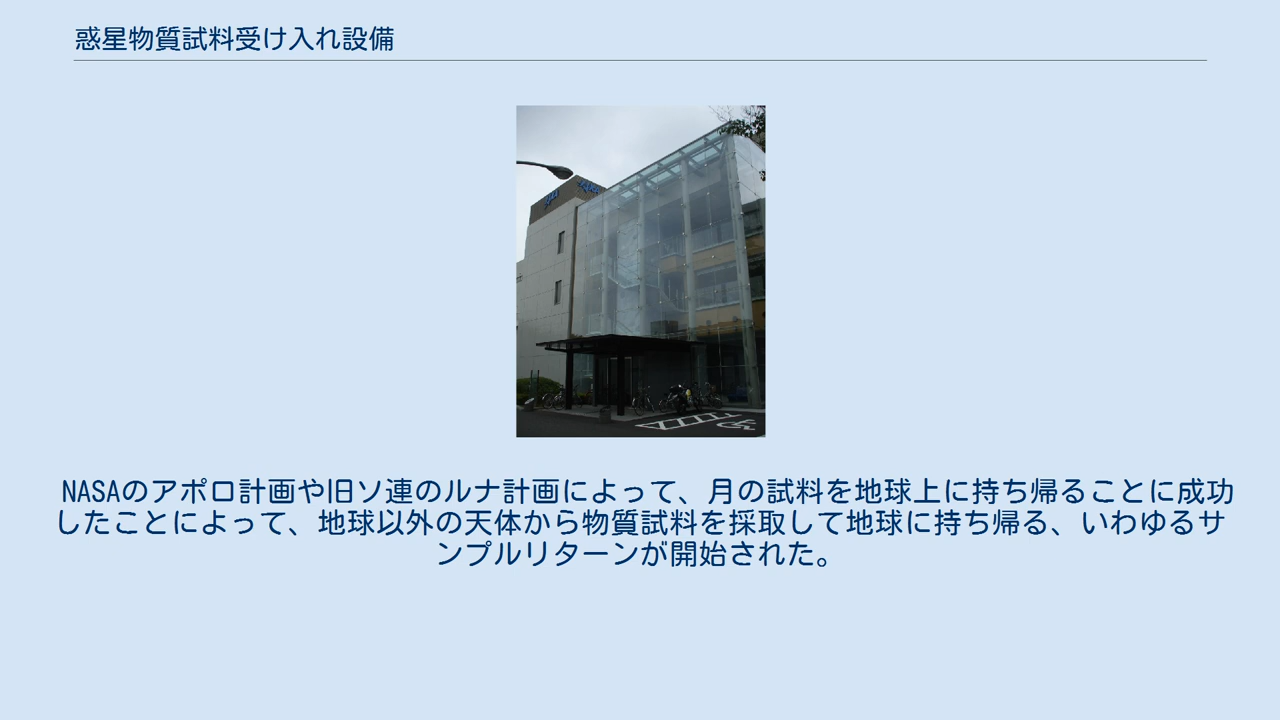 惑星物質試料受け入れ設備
NASAのアポロ計画や旧ソ連のルナ計画によって、月の試料を地球上に持ち帰ることに成功
したことによって、地球以外の天体から物質試料を採取して地球に持ち帰る、いわゆるサ
ンプルリターンが開始された。